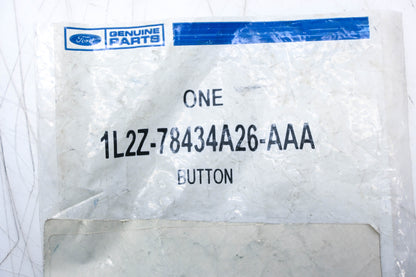 Ford
GENUINE
PARTS
ONE
1L2Z-78434A26-AAA
BUTTON